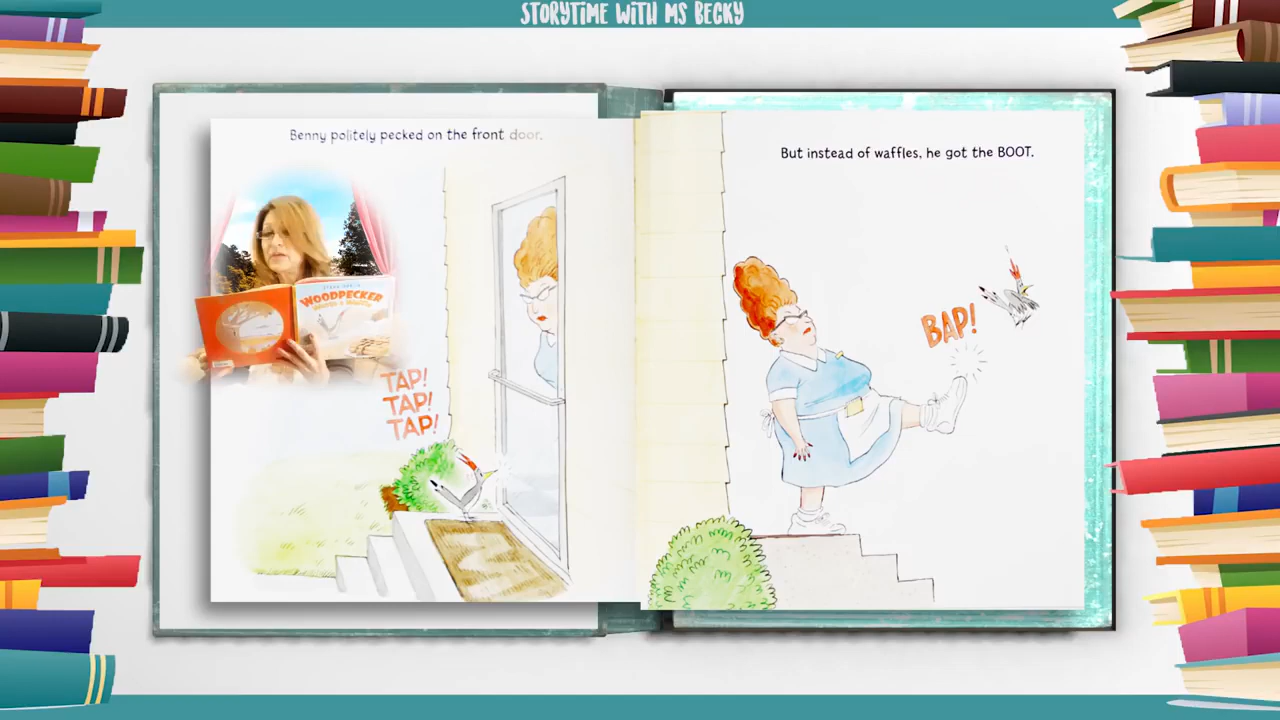 STORYTIME WITH MS BECKY
Benny politely pecked on the front door.
WOODPECKER
TAP!
TAP!
TAP!
But instead of waffles, he got the BOOT.
BAP!